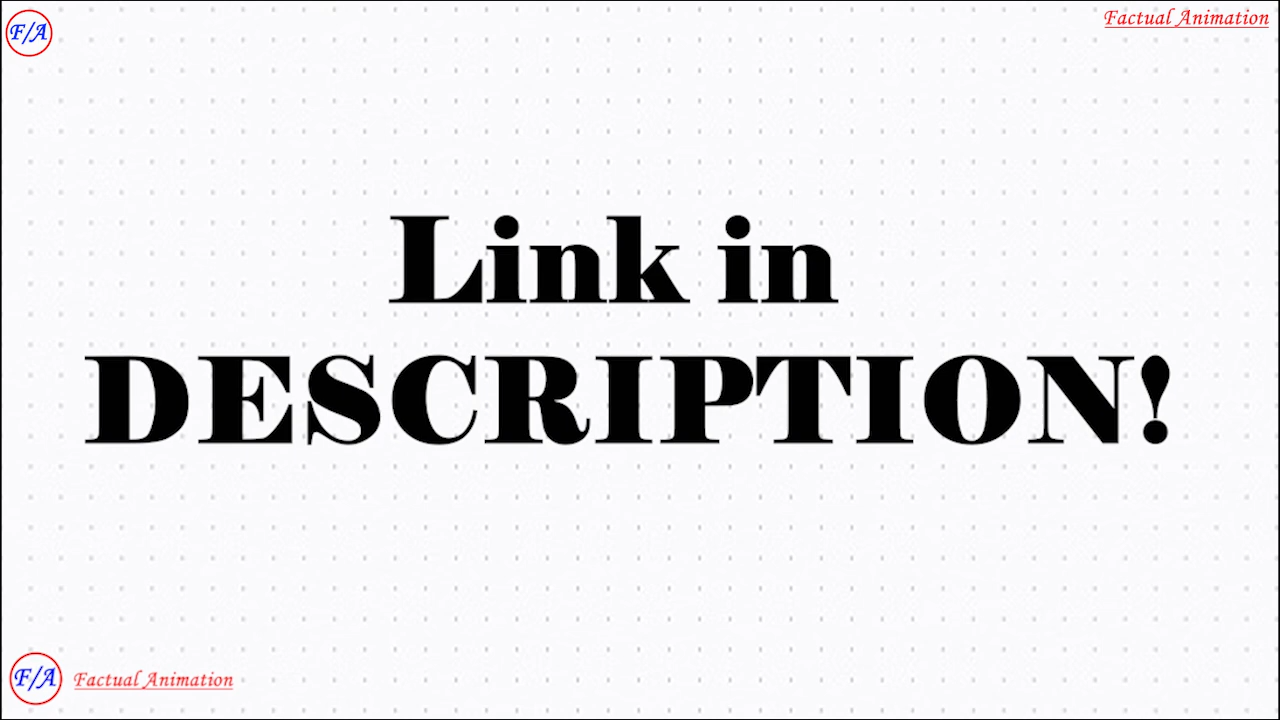 F/A
Factual Animation
Link in
DESCRIPTION!
F/A Factual Animation